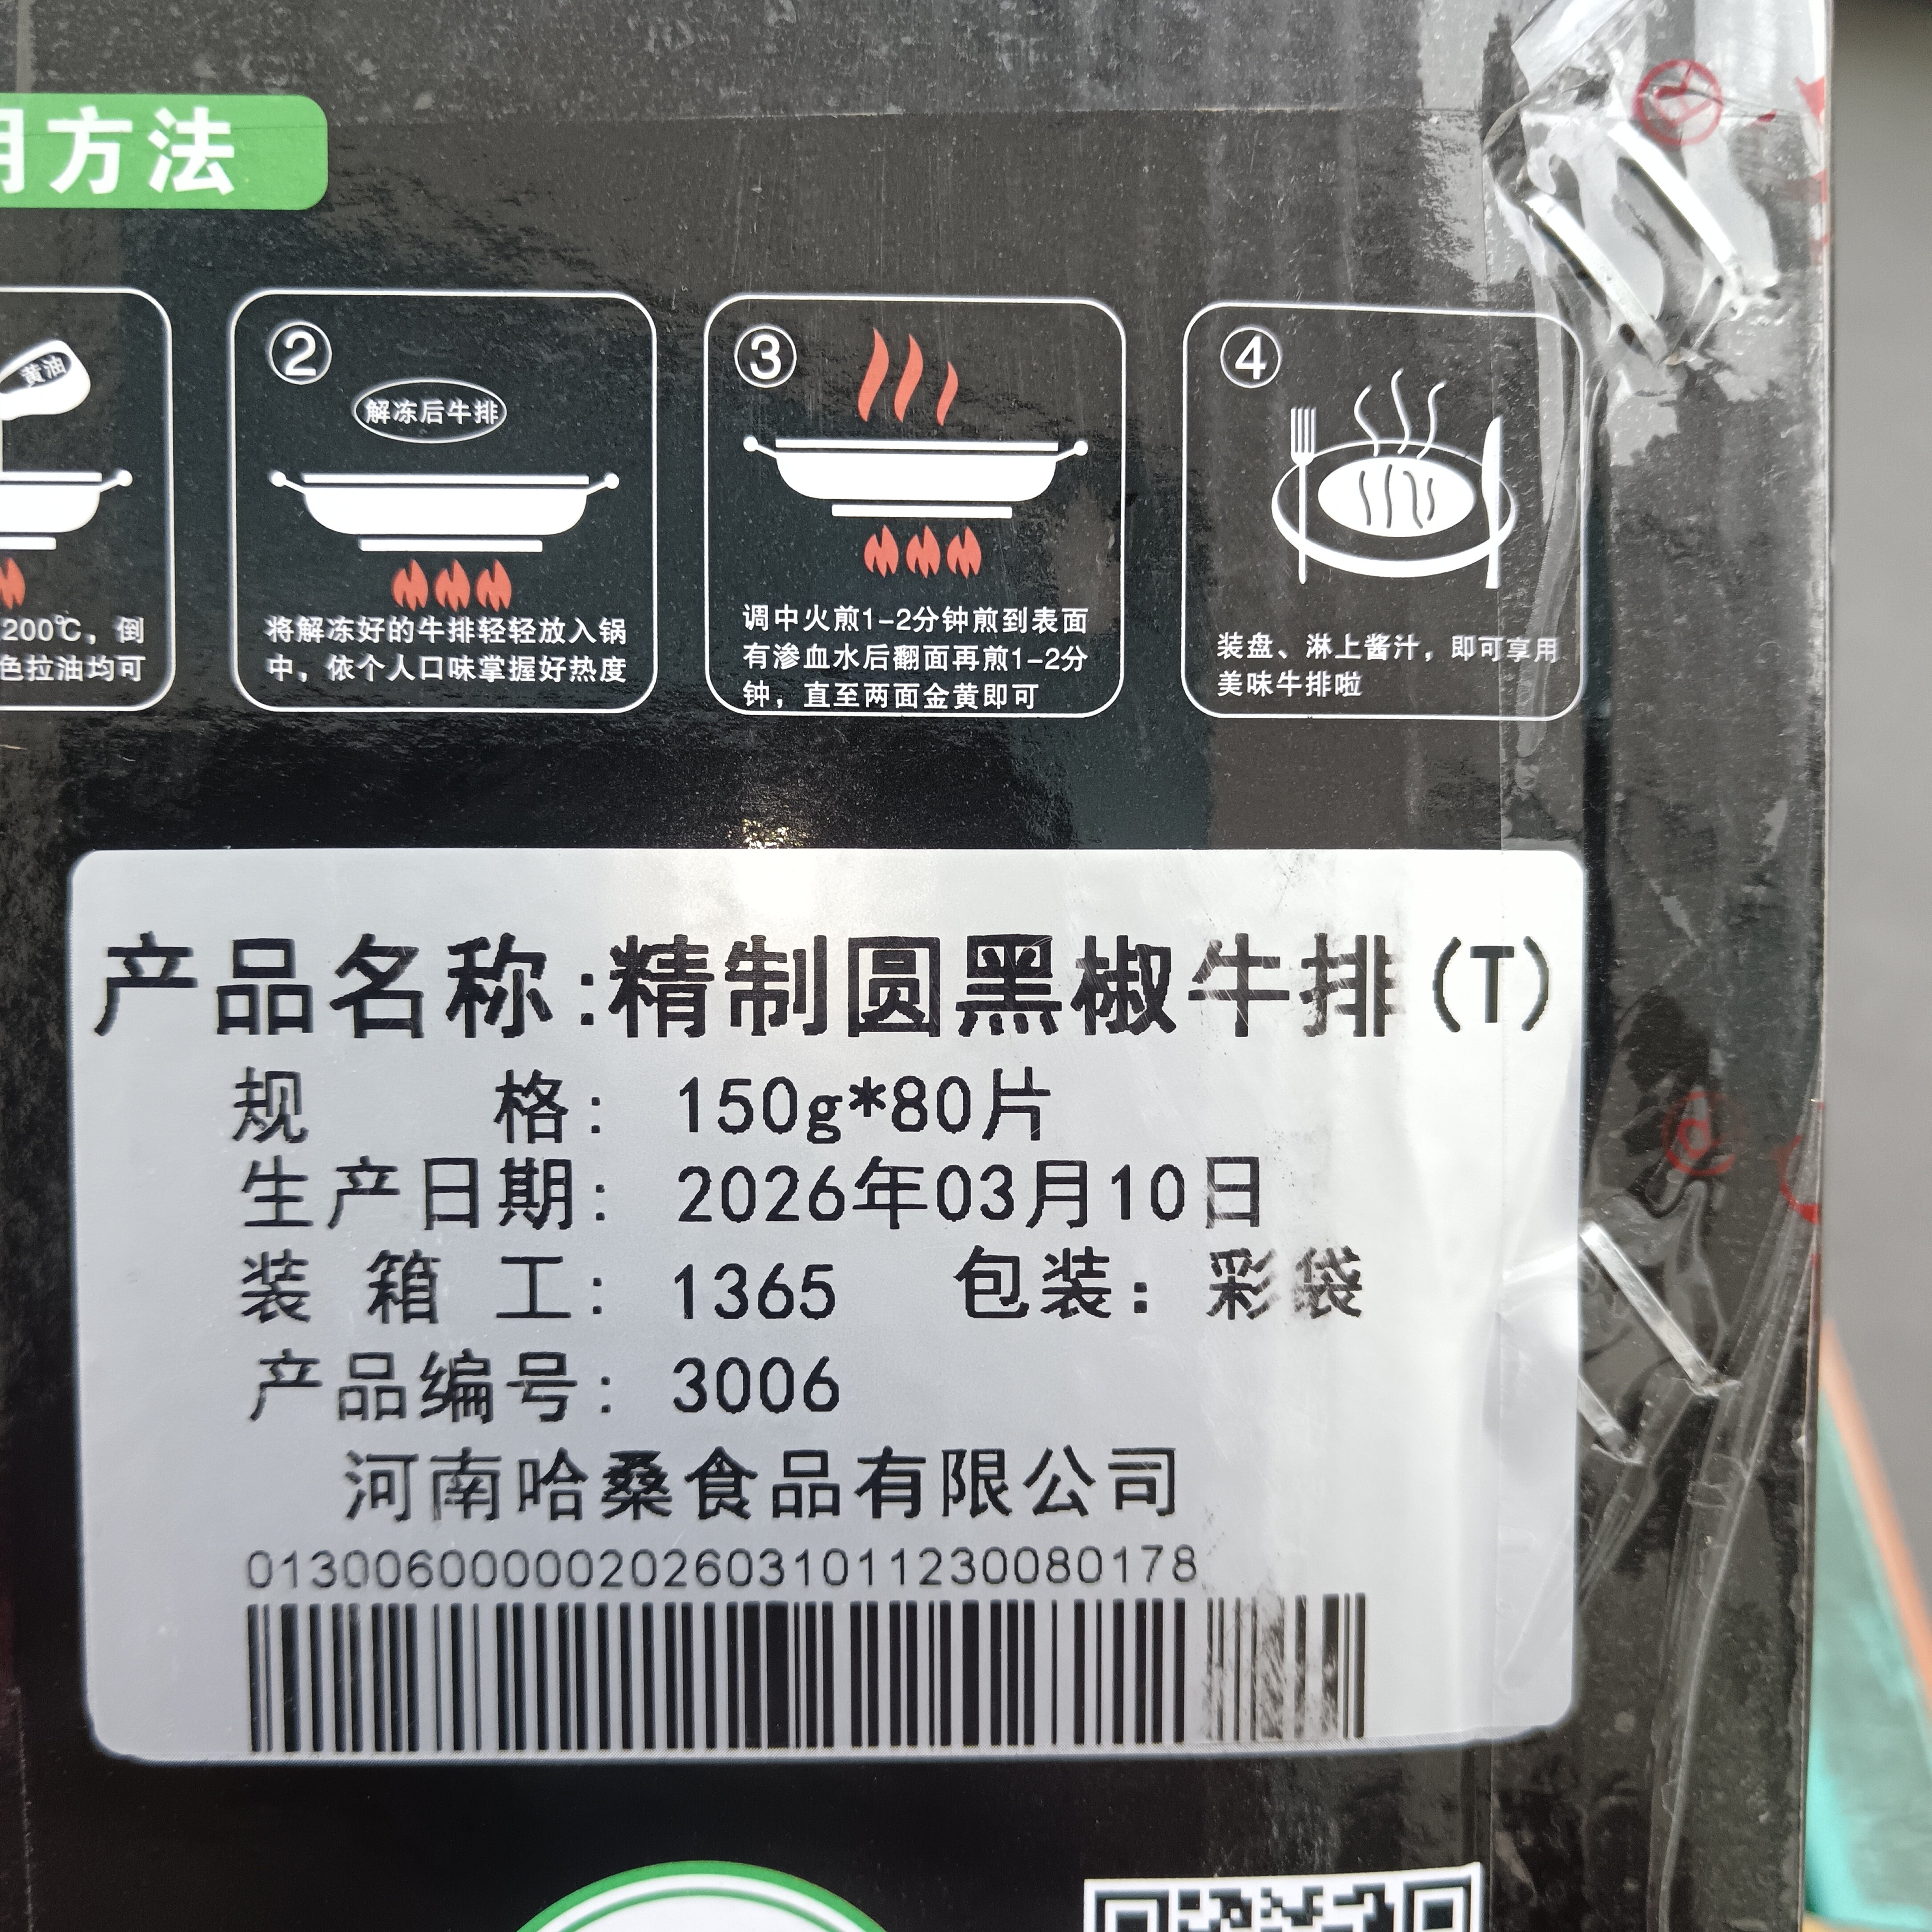 用方法
黄油
200℃，倒
色拉油均可
②
解冻后牛排
将解冻好的牛排轻轻放入锅
中，依个人口味掌握好热度
③
调中火煎1-2分钟煎到表面
有渗血水后翻面再煎1-2分
钟，直至两面金黄即可
④
装盘、淋上酱汁，即可享用
美味牛排啦
产品名称:精制圆黑椒牛排(T)
规 格: 150g*80片
生产日期: 2026年03月10日
装 箱 工: 1365 包装: 彩袋
产品编号: 3006
河南哈桑食品有限公司
013006000002026031011230080178